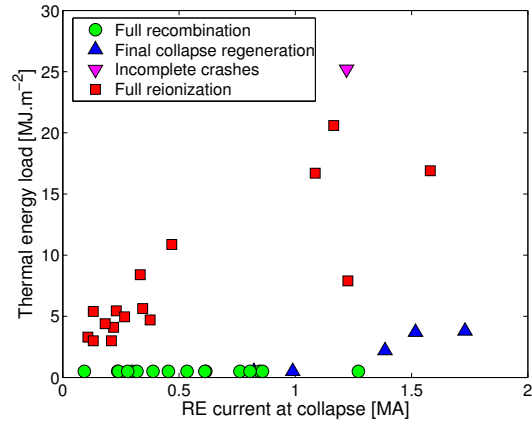 30
25
20
15
10
5
0
Thermal energy load [MJ.m⁻²]
Full recombination
Final collapse regeneration
Incomplete crashes
Full reionization
0
0.5
1
1.5
2
RE current at collapse [MA]